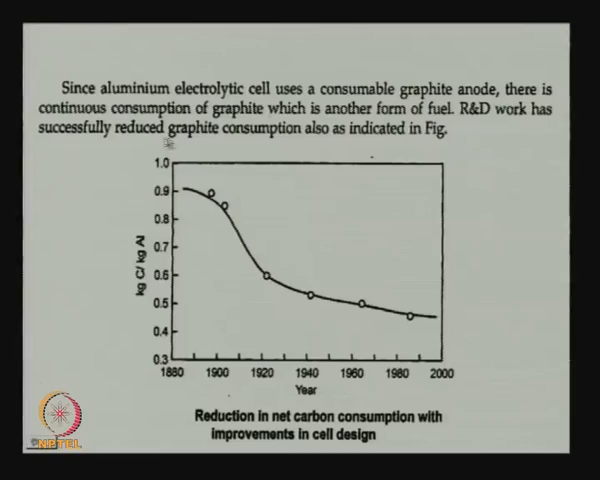 Since aluminium electrolytic cell uses a consumable graphite anode, there is
continuous consumption of graphite which is another form of fuel. R&D work has
successfully reduced graphite consumption also as indicated in Fig.
1.0
0.9
0.8
0.7
0.6
0.5
0.4
0.3
kg C/ kg Al
1880 1900 1920 1940 1960 1980 2000
Year
Reduction in net carbon consumption with
improvements in cell design
NPTEL